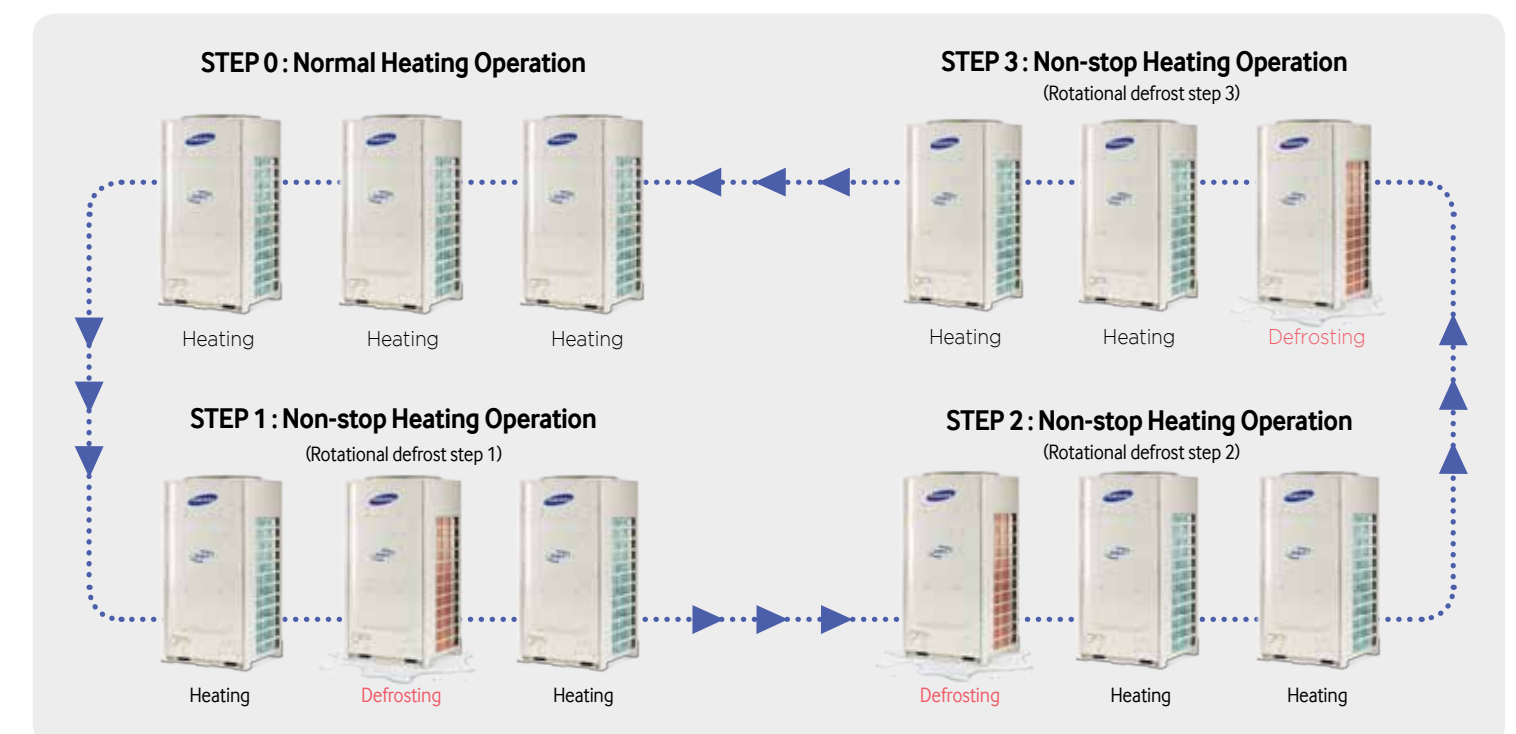 STEP 0 : Normal Heating Operation
Heating
Heating
Heating
STEP 1 : Non-stop Heating Operation
(Rotational defrost step 1)
Heating
Defrosting
Heating
STEP 2 : Non-stop Heating Operation
(Rotational defrost step 2)
Defrosting
Heating
Heating
STEP 3 : Non-stop Heating Operation
(Rotational defrost step 3)
Heating
Heating
Defrosting